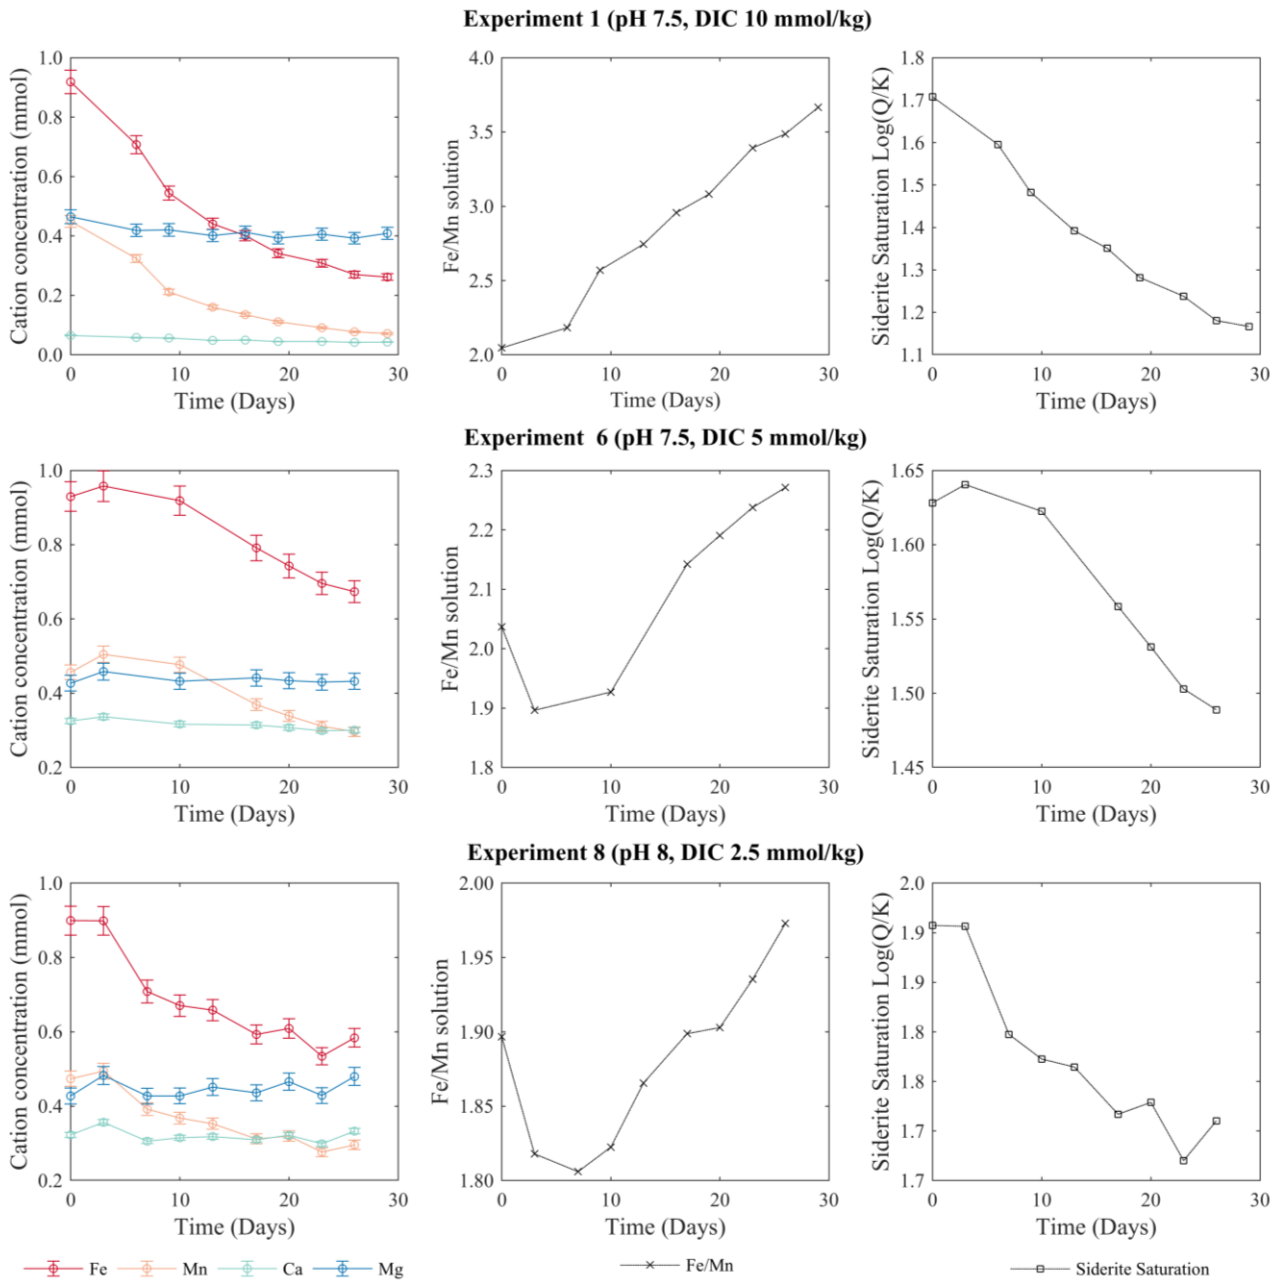 Experiment 1 (pH 7.5, DIC 10 mmol/kg)
Cation concentration (mmol)
1.0
0.8
0.6
0.4
0.2
0.0
0 10 20 30
Time (Days)
Fe/Mn solution
4.0
3.5
3.0
2.5
2.0
0 10 20 30
Time (Days)
Siderite Saturation Log(Q/K)
1.8
1.7
1.6
1.5
1.4
1.3
1.2
1.1
0 10 20 30
Time (Days)
Experiment 6 (pH 7.5, DIC 5 mmol/kg)
Cation concentration (mmol)
1.0
0.8
0.6
0.4
0.2
0 10 20 30
Time (Days)
Fe/Mn solution
2.3
2.2
2.1
2.0
1.9
1.8
0 10 20 30
Time (Days)
Siderite Saturation Log(Q/K)
1.65
1.60
1.55
1.50
1.45
0 10 20 30
Time (Days)
Experiment 8 (pH 8, DIC 2.5 mmol/kg)
Cation concentration (mmol)
1.0
0.8
0.6
0.4
0.2
0 10 20 30
Time (Days)
Fe/Mn solution
2.00
1.95
1.90
1.85
1.80
0 10 20 30
Time (Days)
Siderite Saturation Log(Q/K)
2.0
1.9
1.9
1.8
1.8
1.7
1.7
0 10 20 30
Time (Days)
Fe Mn Ca Mg
Fe/Mn
Siderite Saturation